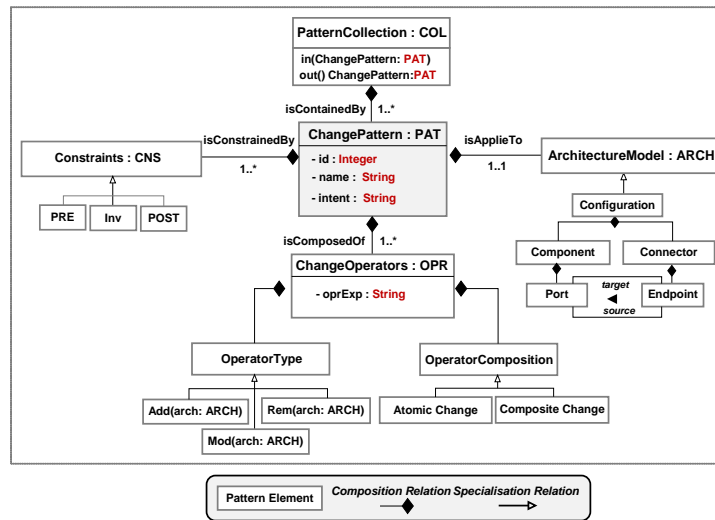 PatternCollection : COL
in(ChangePattern: PAT)
out() ChangePattern:PAT
isContainedBy
1..*
isConstrainedBy
ChangePattern : PAT
isApplieTo
Constraints : CNS
1..*
- id : Integer
- name : String
- intent : String
1..1
ArchitectureModel : ARCH
PRE
Inv
POST
Configuration
isComposedOf
1..*
Component
Connector
ChangeOperators : OPR
- oprExp : String
Port
target
source
Endpoint
OperatorType
OperatorComposition
Add(arch: ARCH)
Rem(arch: ARCH)
Mod(arch: ARCH)
Atomic Change
Composite Change
Pattern Element
Composition Relation
Specialisation Relation